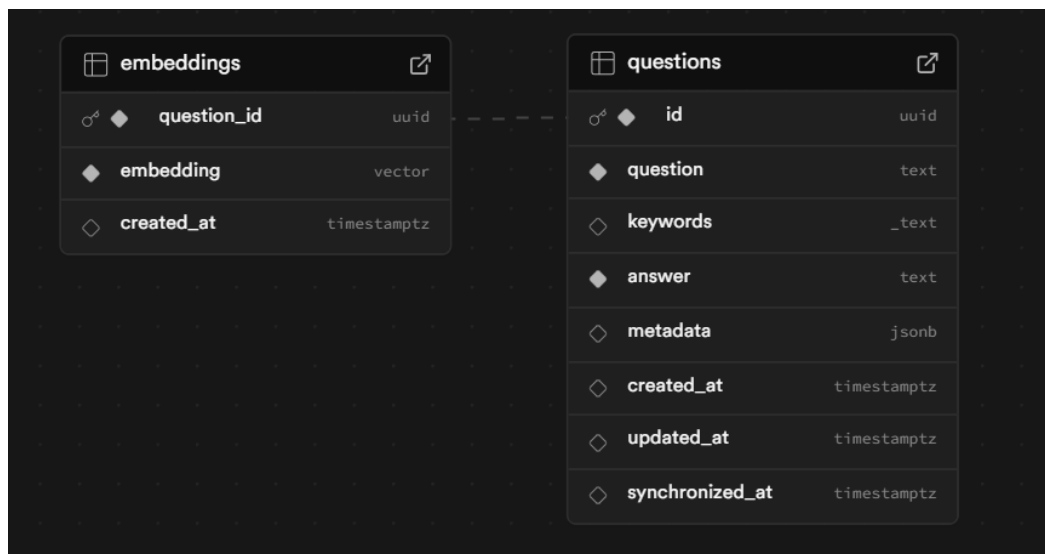 embeddings
question_id uuid
embedding vector
created_at timestamptz
questions
id uuid
question text
keywords _text
answer text
metadata jsonb
created_at timestamptz
updated_at timestamptz
synchronized_at timestamptz